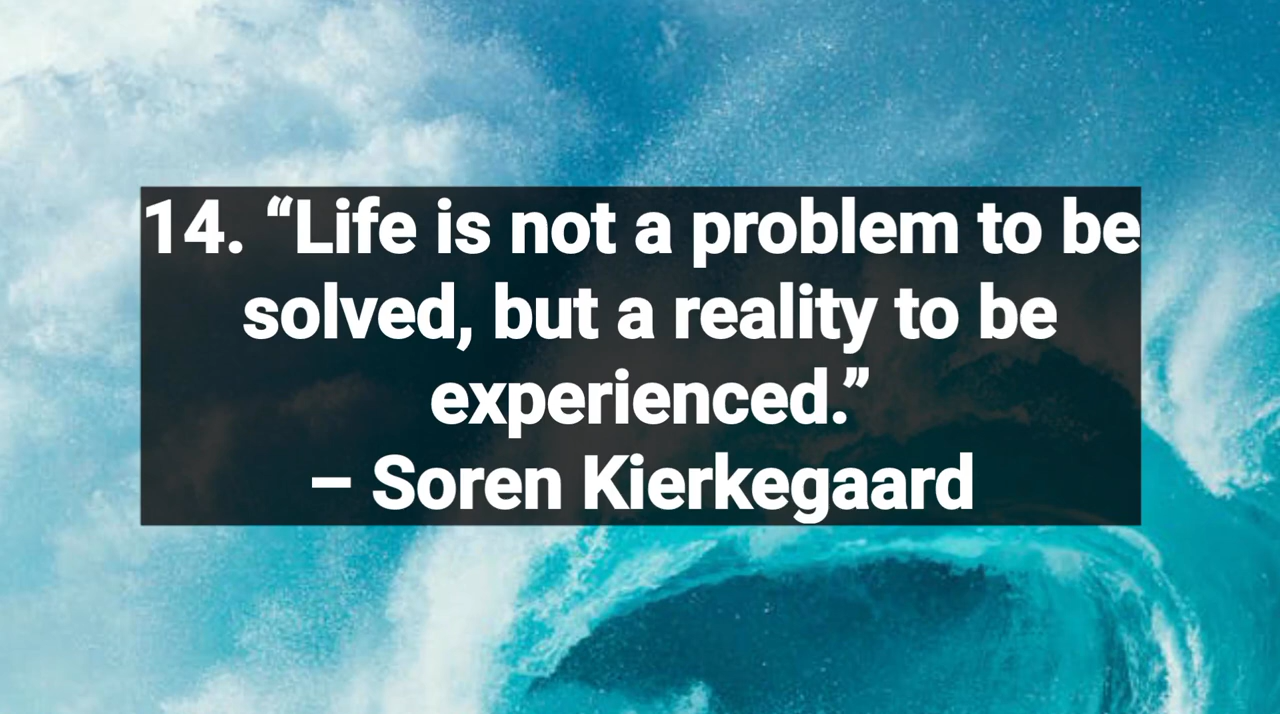 14. “Life is not a problem to be
solved, but a reality to be
experienced.”
– Soren Kierkegaard